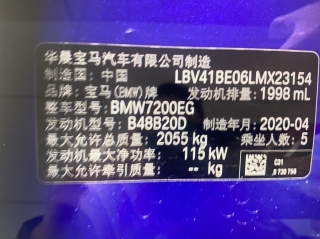 华晨宝马汽车有限公司制造
制造国：中国 LBV41BE06LMX23154
品牌：宝马(BMW)牌 发动机排量：1998 mL
整车型号：BMW7200EG
发动机型号：B48B20D 制造年月：2020-04
最大允许总质量：2055 kg 乘坐人数：5
最大净功率：115 kW
最大允许牵引质量：-- kg
C31